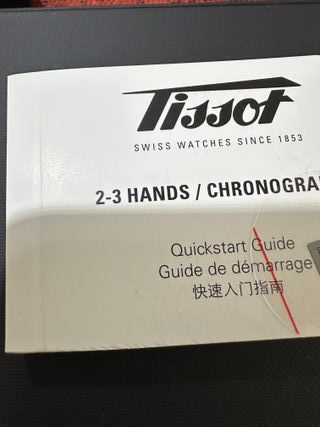 Tissot
SWISS WATCHES SINCE 1853
2-3 HANDS / CHRONOGRA
Quickstart Guide
Guide de démarrage
快速入门指南